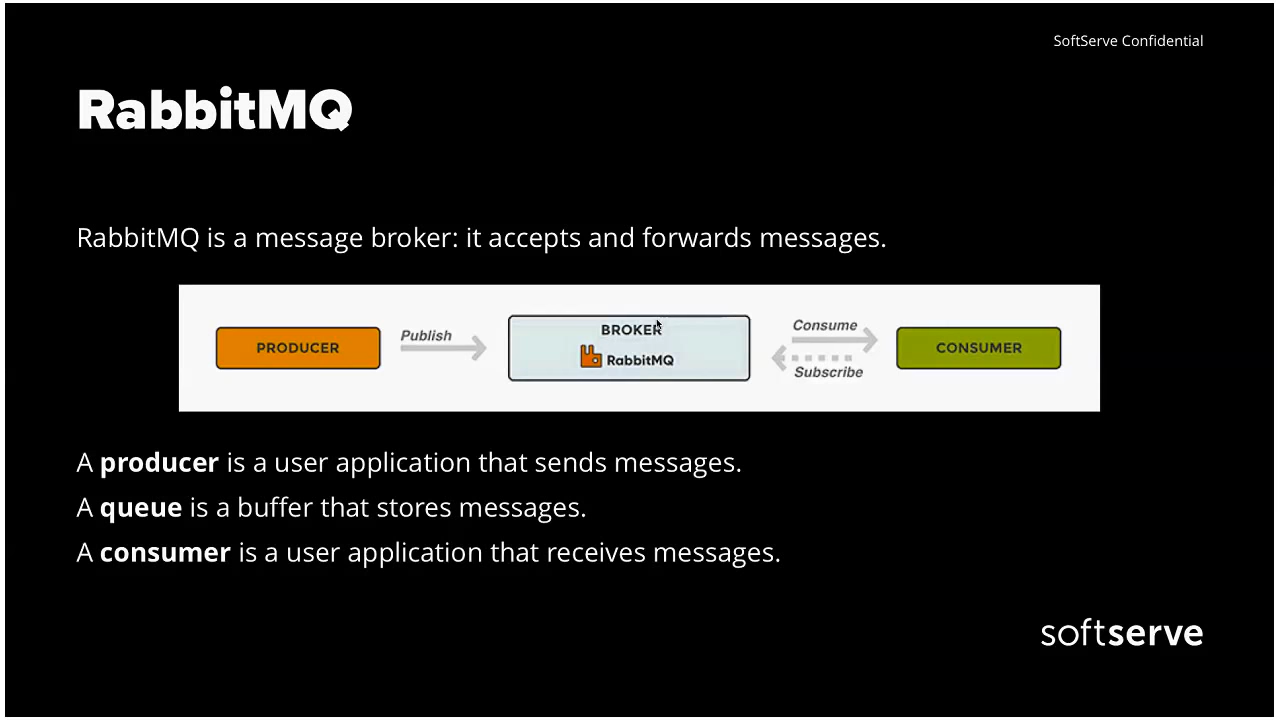 SoftServe Confidential
RabbitMQ
RabbitMQ is a message broker: it accepts and forwards messages.
PRODUCER
Publish
BROKER
RabbitMQ
Consume
Subscribe
CONSUMER
A producer is a user application that sends messages.
A queue is a buffer that stores messages.
A consumer is a user application that receives messages.
softserve